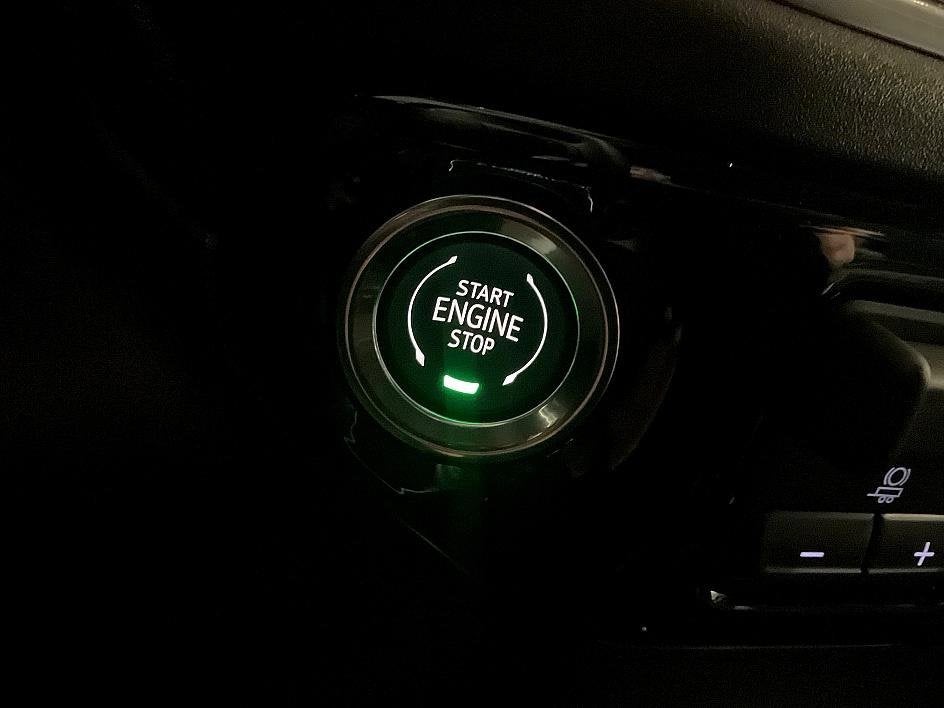 START
ENGINE
STOP
- +